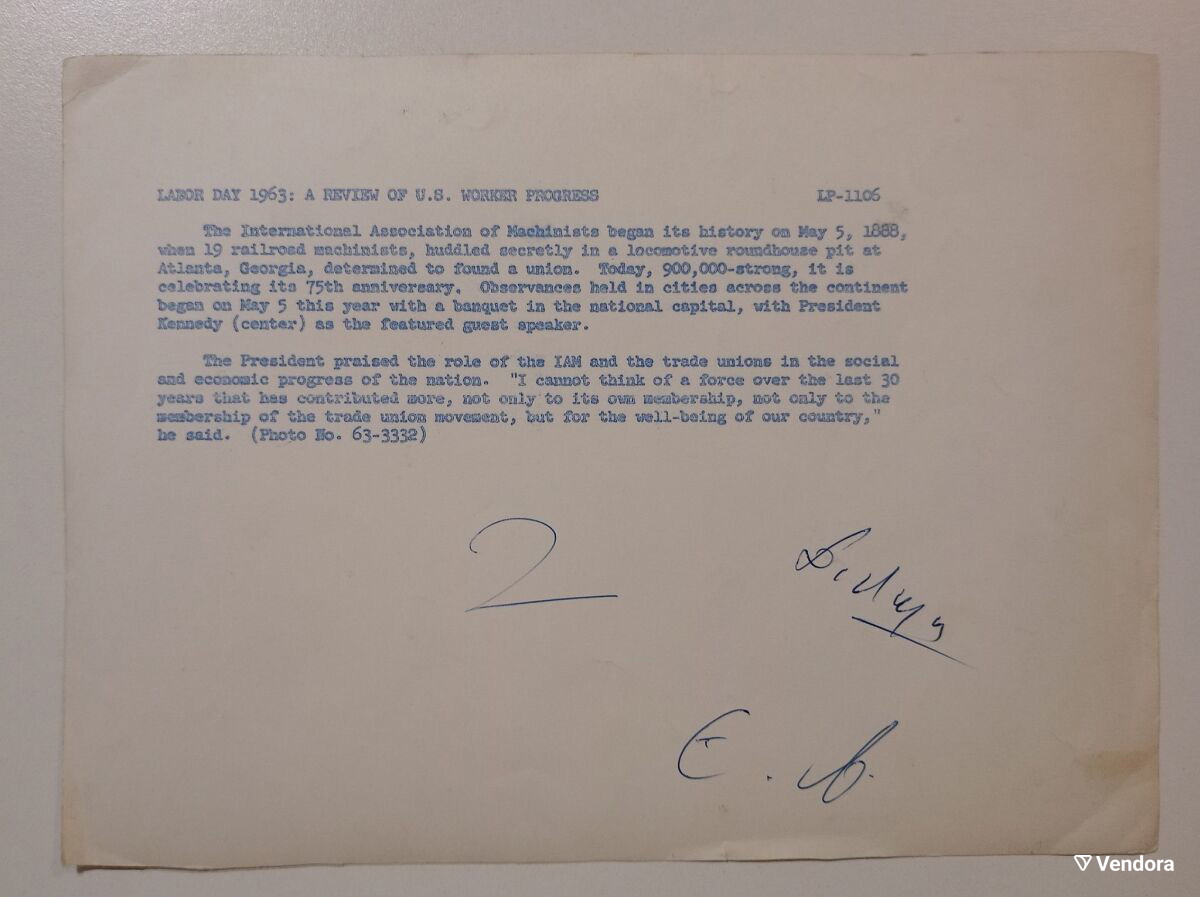 LABOR DAY 1963: A REVIEW OF U.S. WORKER PROGRESS LP-1106
The International Association of Machinists began its history on May 5, 1888,
when 19 railroad machinists, huddled secretly in a locomotive roundhouse pit at
Atlanta, Georgia, determined to found a union. Today, 900,000-strong, it is
celebrating its 75th anniversary. Observances held in cities across the continent
began on May 5 this year with a banquet in the national capital, with President
Kennedy (center) as the featured guest speaker.
The President praised the role of the IAM and the trade unions in the social
and economic progress of the nation. "I cannot think of a force over the last 30
years that has contributed more, not only to its own membership, not only to the
membership of the trade union movement, but for the well-being of our country,"
he said. (Photo No. 63-3332)
2
Vendora